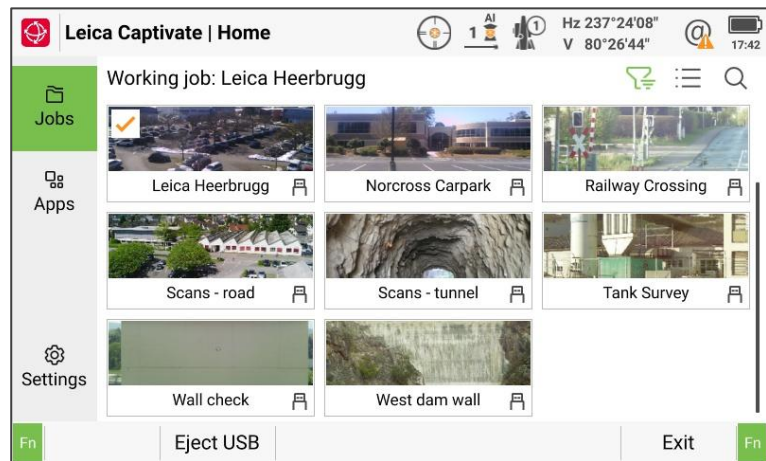 Leica Captivate | Home
1
AI
1
Hz 237°24'08"
V 80°26'44"
17:42
Working job: Leica Heerbrugg
Jobs
Leica Heerbrugg
Norcross Carpark
Railway Crossing
Apps
Scans - road
Scans - tunnel
Tank Survey
Settings
Wall check
West dam wall
Fn
Eject USB
Exit
Fn